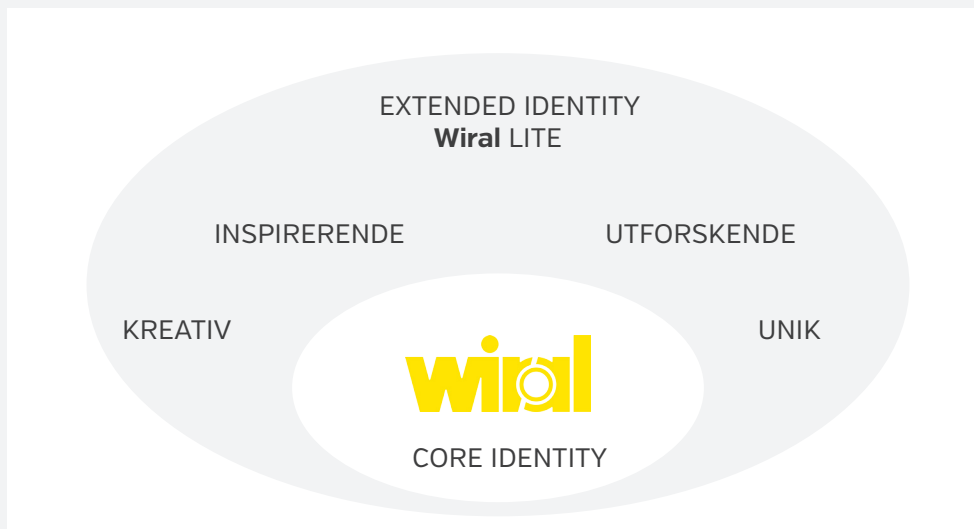 EXTENDED IDENTITY
Wiral LITE
INSPIRERENDE UTFORSKENDE
KREATIV UNIK
wiral
CORE IDENTITY